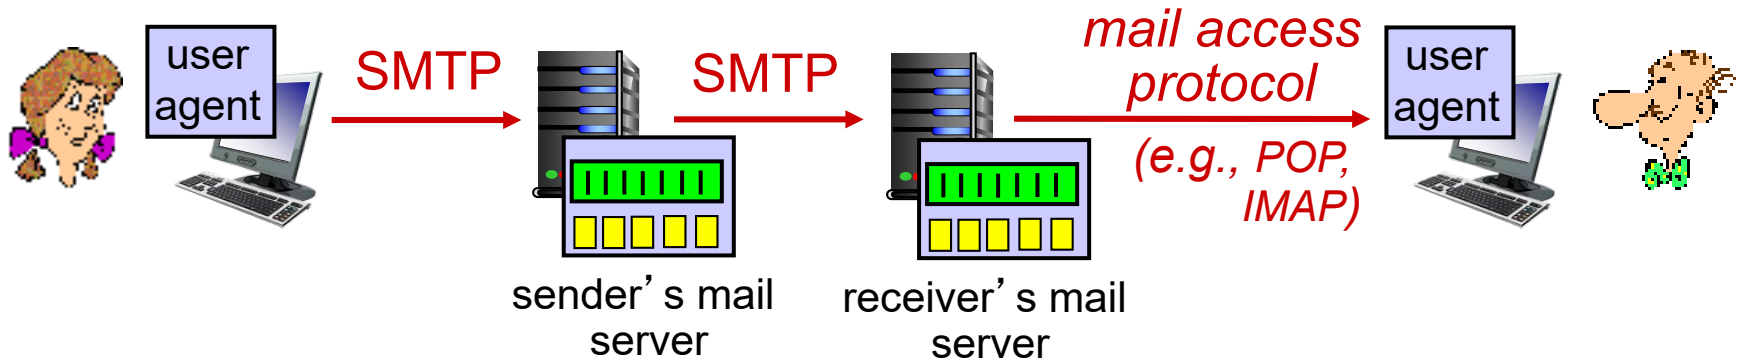 user
agent
SMTP
SMTP
mail access
protocol
(e.g., POP,
IMAP)
user
agent
sender’s mail
server
receiver’s mail
server